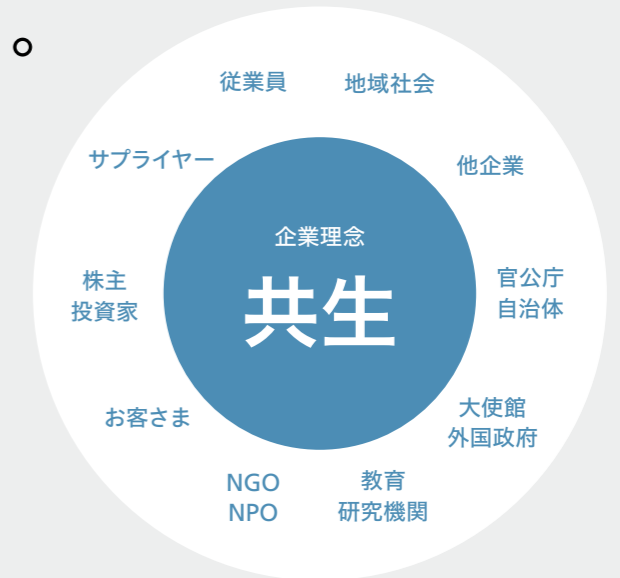 。
従業員
地域社会
サプライヤー
他企業
企業理念
共生
株主
投資家
官公庁
自治体
お客さま
大使館
外国政府
NGO
NPO
教育
研究機関